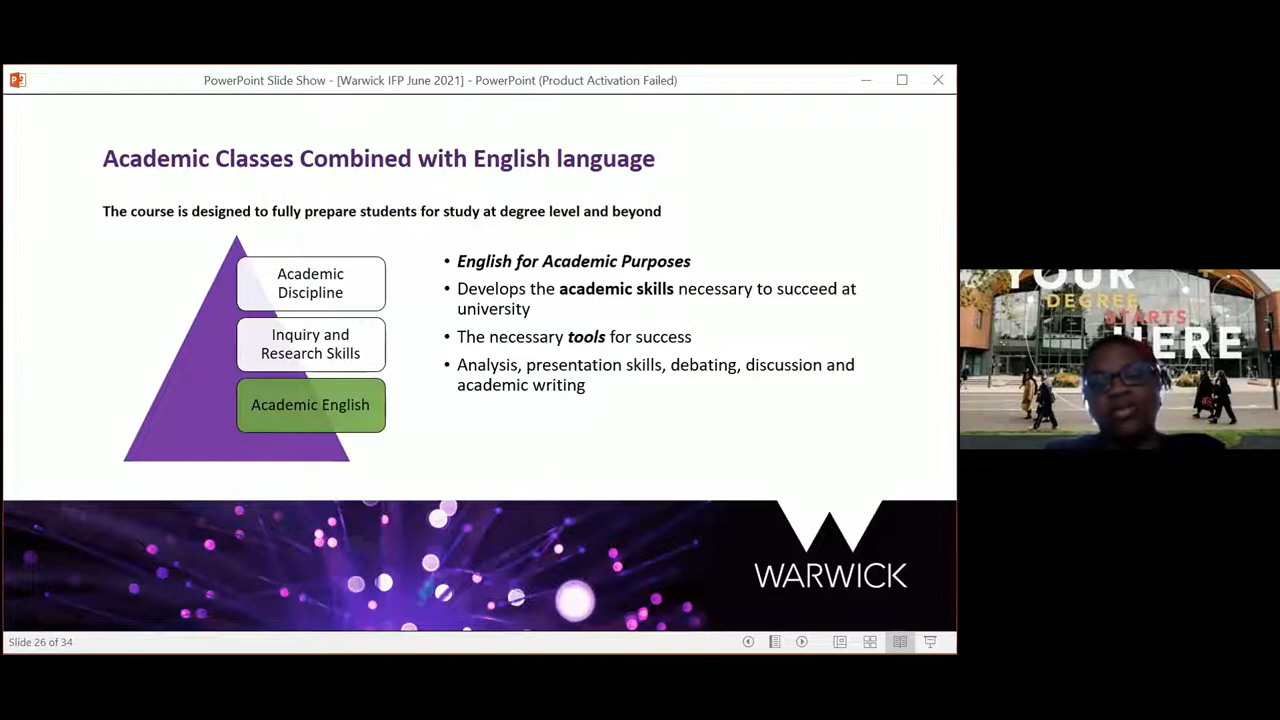 PowerPoint Slide Show - [Warwick IFP June 2021] - PowerPoint (Product Activation Failed)
Academic Classes Combined with English language
The course is designed to fully prepare students for study at degree level and beyond
Academic
Discipline
Inquiry and
Research Skills
Academic English
• English for Academic Purposes
• Develops the academic skills necessary to succeed at
university
• The necessary tools for success
• Analysis, presentation skills, debating, discussion and
academic writing
WARWICK
Slide 26 of 34
YOUR
DEGREE
STARTS
HERE